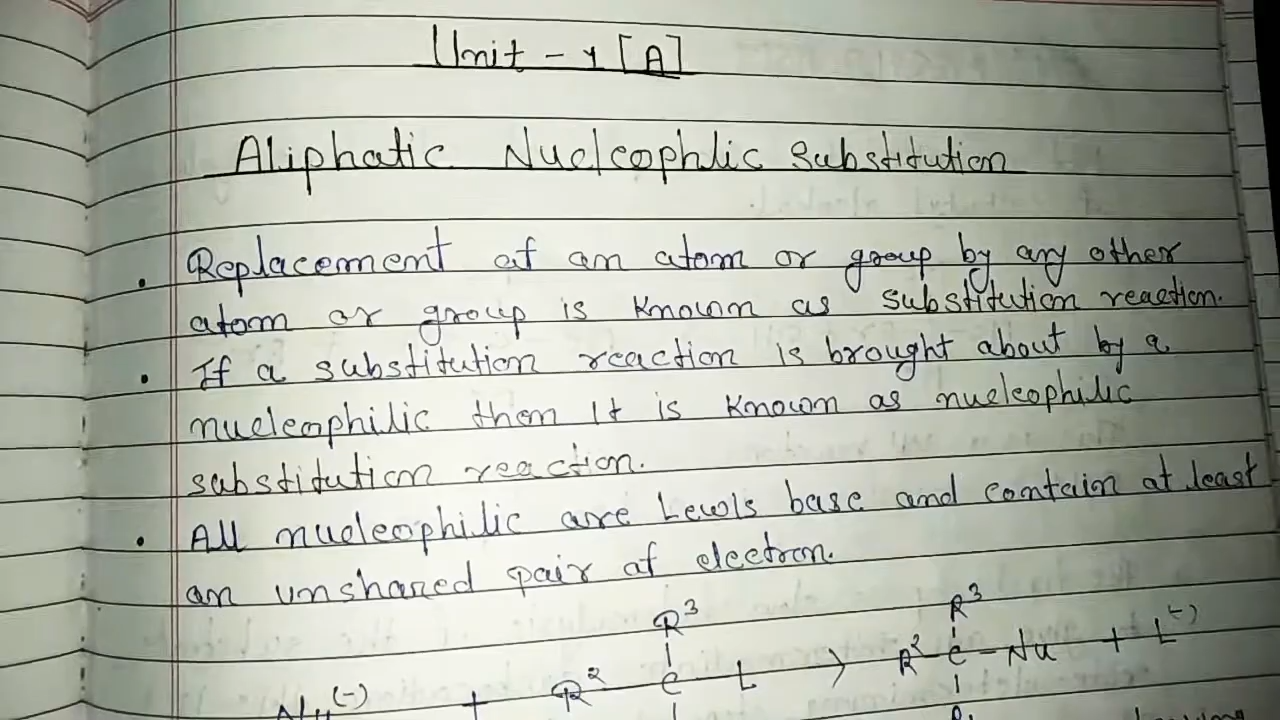 Unit - 1 [A]
Aliphatic Nucleophlic Substitution
• Replacement of an atom or group by any other
atom or group is known as substitution reaction.
• If a substitution reaction is brought about by a
nucleophilic then It is known as nucleophilic
substitution reaction.
• All nucleophilic are Lewis base and contain at least
an unshared pair of electron.
R³ R³
R² - C - Nu + L(-)
Nu(-) + R² - C - L →